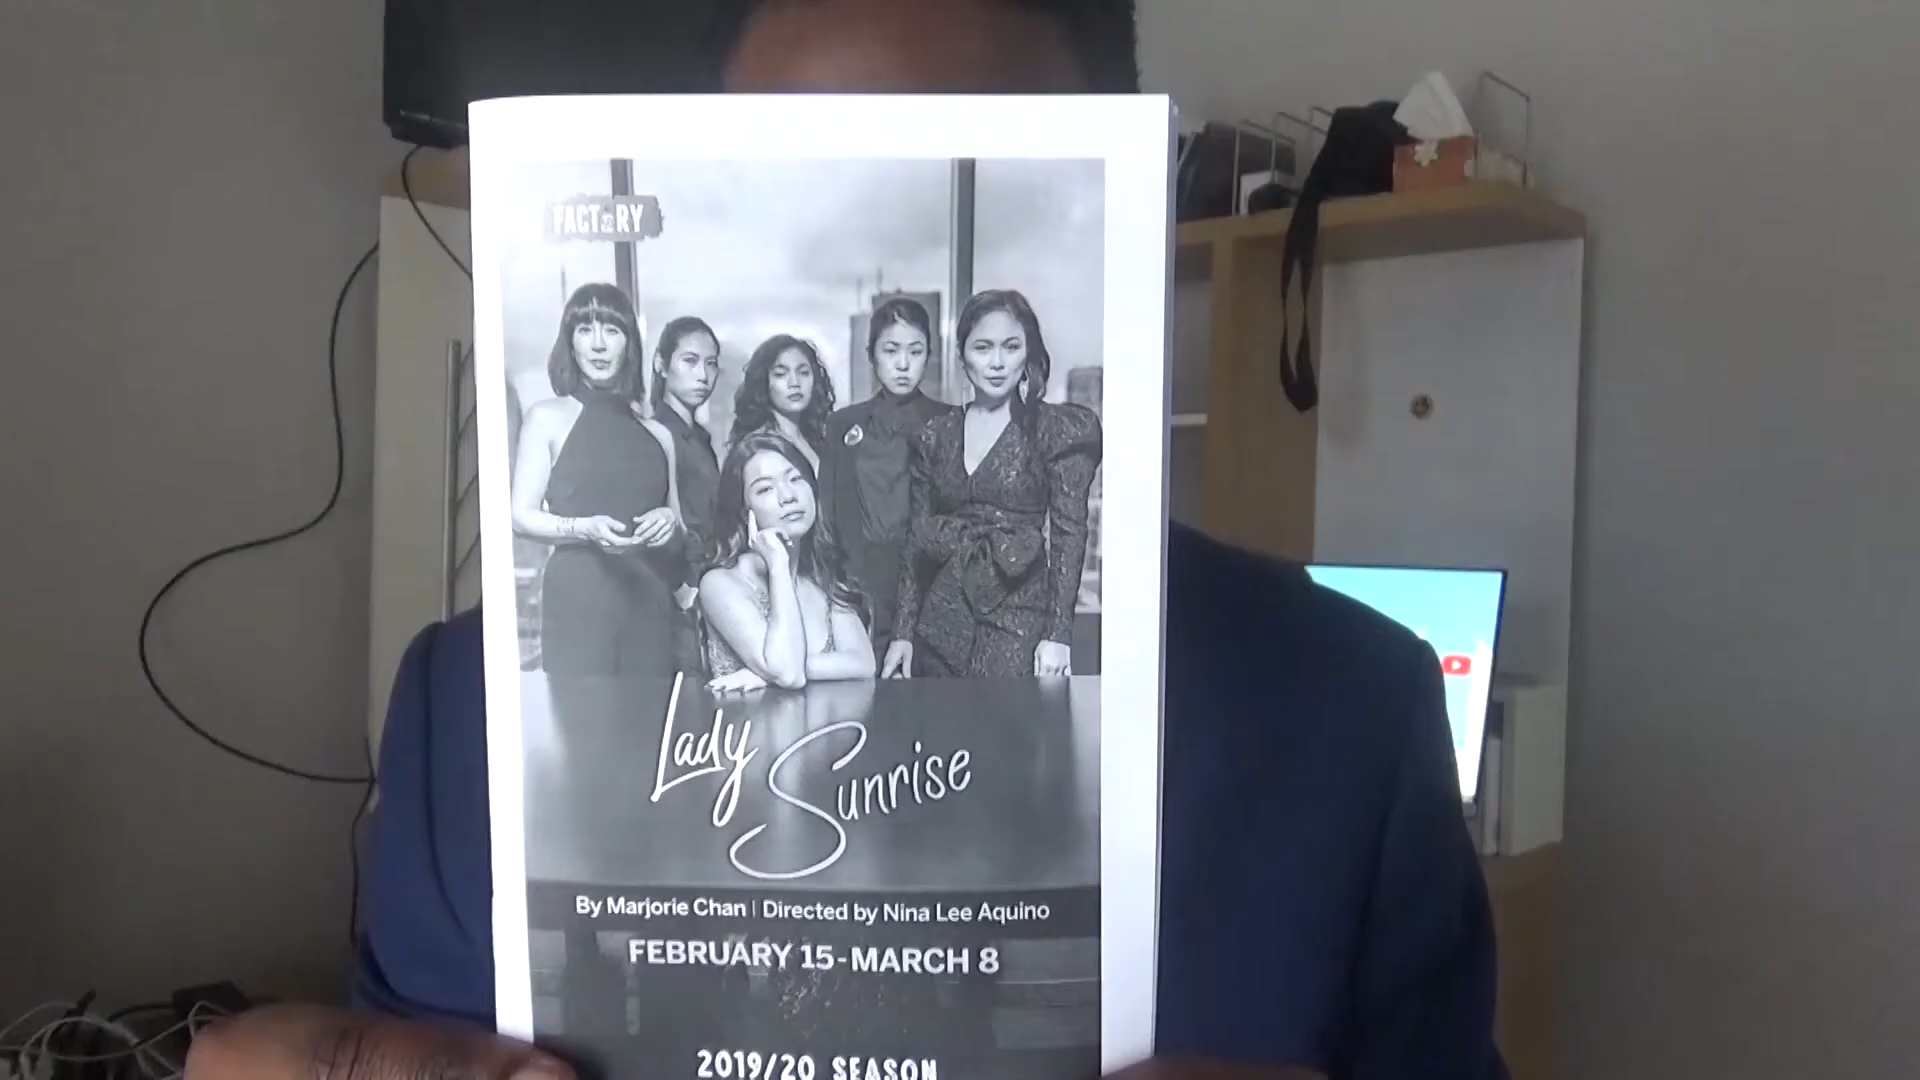 FACTORY
Lady
Sunrise
By Marjorie Chan | Directed by Nina Lee Aquino
FEBRUARY 15-MARCH 8
2019/20 SEASON